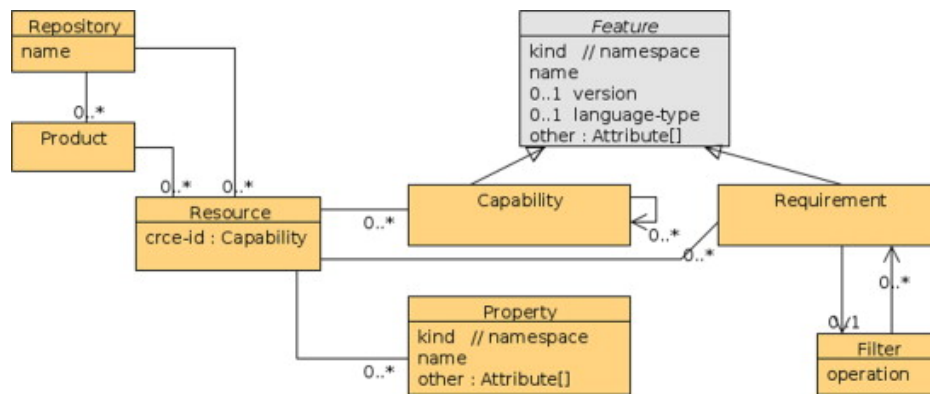 Repository
name
0..*
Product
0..*
0..*
Resource
crce-id : Capability
Feature
kind // namespace
name
0..1 version
0..1 language-type
other : Attribute[]
Capability
0..*
0..*
Requirement
0..*
Property
kind // namespace
name
other : Attribute[]
0..*
0..*
0..1
Filter
operation